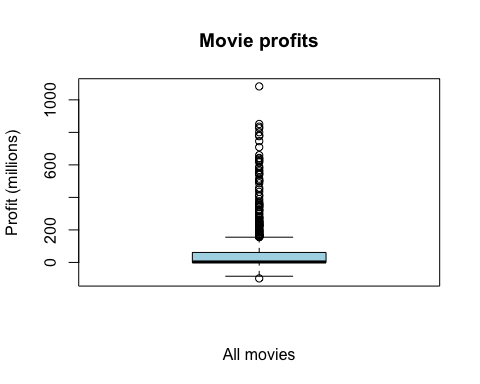 Movie profits
Profit (millions)
1000
600
200
0
All movies